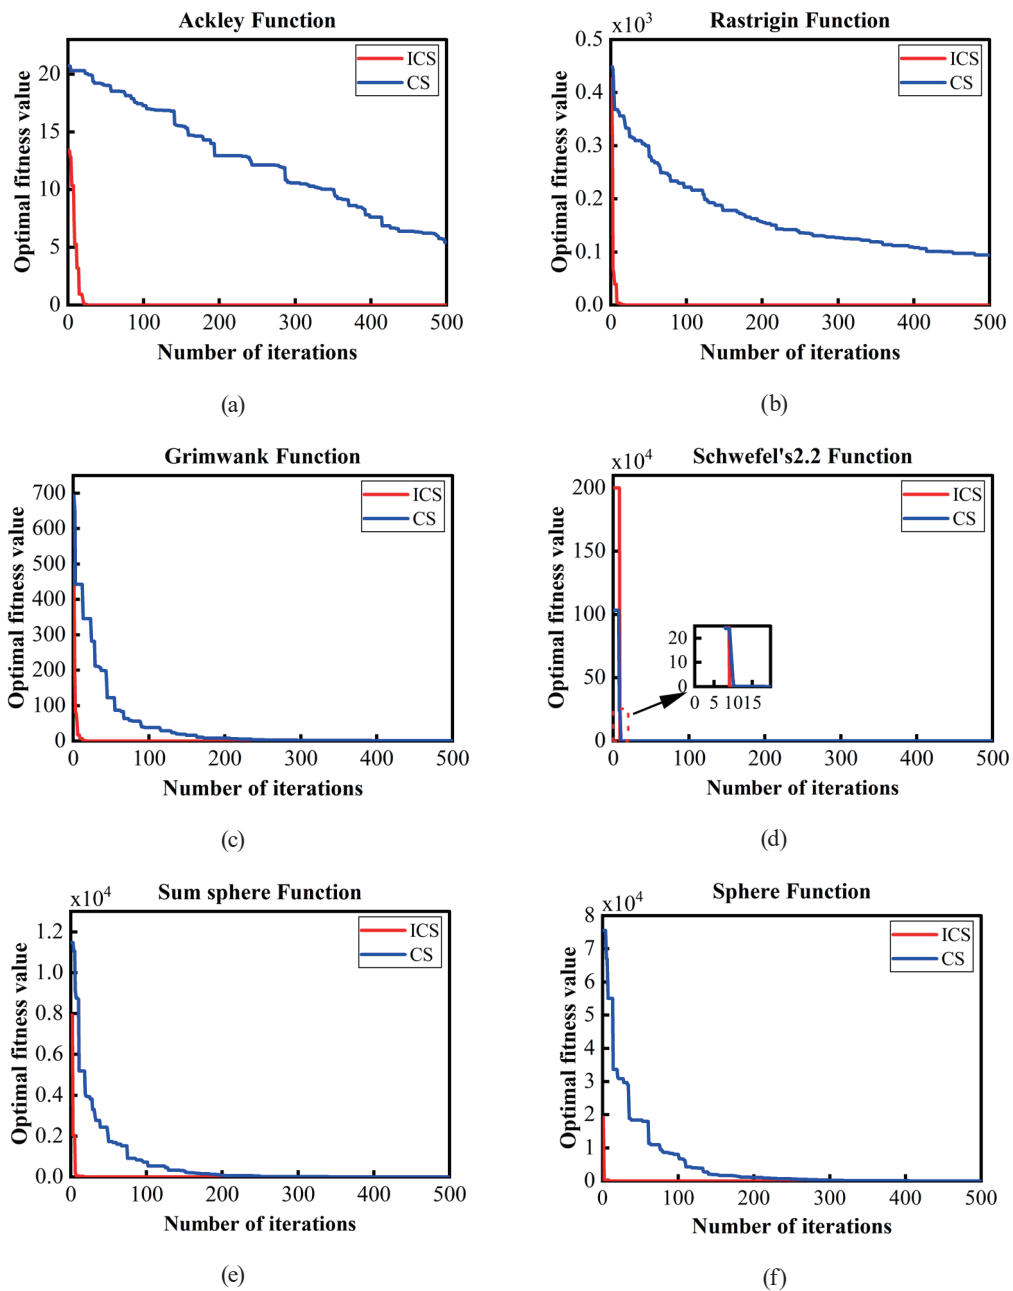 Ackley Function
Optimal fitness value
20
15
10
5
0
ICS
CS
0 100 200 300 400 500
Number of iterations
(a)
Rastrigin Function
x10³
Optimal fitness value
0.5
0.4
0.3
0.2
0.1
0.0
ICS
CS
0 100 200 300 400 500
Number of iterations
(b)
Grimwank Function
Optimal fitness value
700
600
500
400
300
200
100
0
ICS
CS
0 100 200 300 400 500
Number of iterations
(c)
Schwefel's2.2 Function
x10⁴
Optimal fitness value
200
150
100
50
0
ICS
CS
20
10
0
0 5 1015
0 100 200 300 400 500
Number of iterations
(d)
Sum sphere Function
x10⁴
Optimal fitness value
1.2
1.0
0.8
0.6
0.4
0.2
0.0
ICS
CS
0 100 200 300 400 500
Number of iterations
(e)
Sphere Function
x10⁴
Optimal fitness value
8
7
6
5
4
3
2
1
0
ICS
CS
0 100 200 300 400 500
Number of iterations
(f)